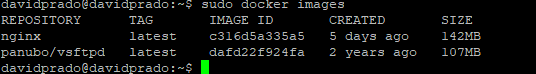 davidprado@davidprado:~$ sudo docker images
REPOSITORY TAG IMAGE ID CREATED SIZE
nginx latest c316d5a335a5 5 days ago 142MB
panubo/vsftpd latest dafd22f924fa 2 years ago 107MB
davidprado@davidprado:~$